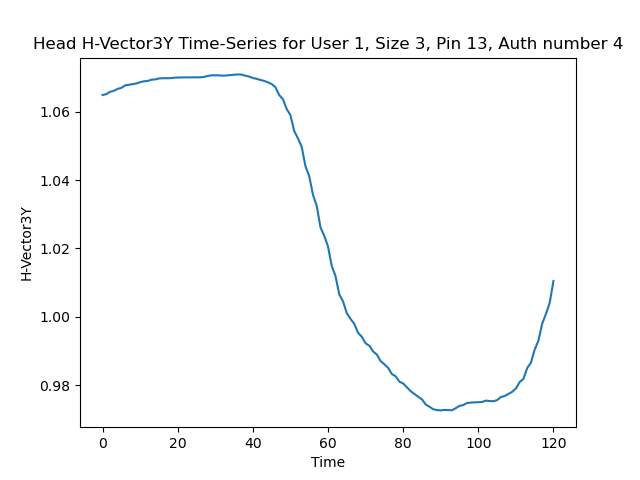 Head H-Vector3Y Time-Series for User 1, Size 3, Pin 13, Auth number 4
1.06
1.04
1.02
1.00
0.98
H-Vector3Y
0 20 40 60 80 100 120
Time